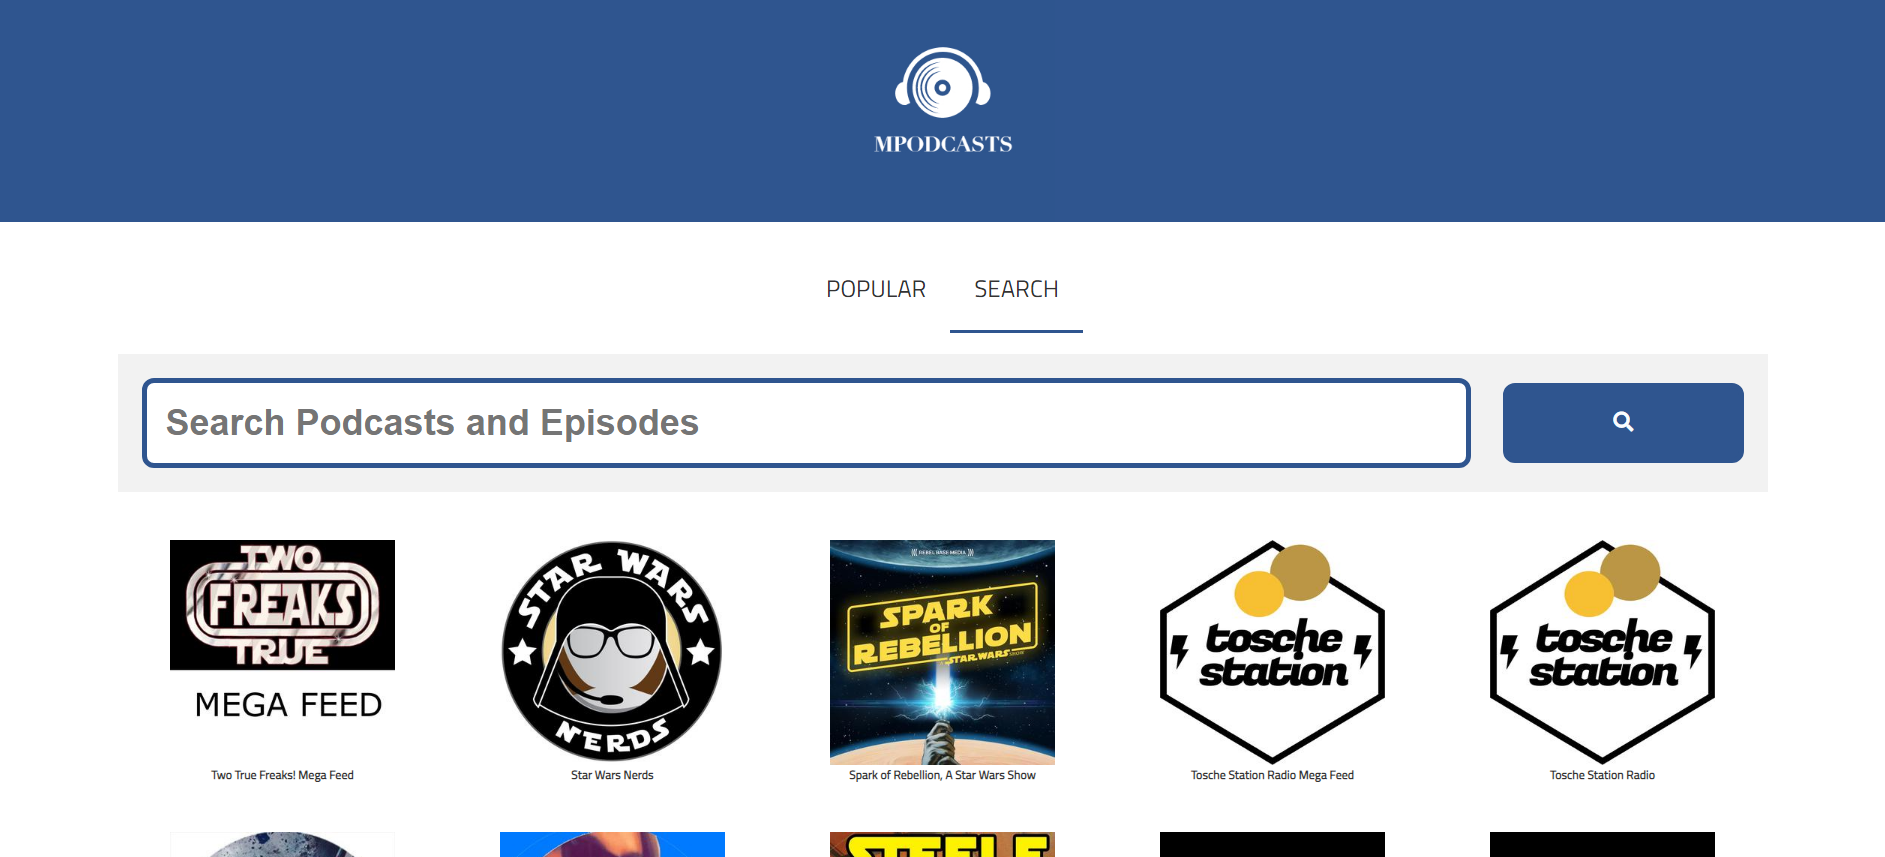 MPODCASTS
POPULAR
SEARCH
Search Podcasts and Episodes
TWO
FREAKS
TRUE
MEGA FEED
Two True Freaks! Mega Feed
STAR WARS
NERDS
Star Wars Nerds
REBEL BASE MEDIA
SPARK
OF
REBELLION
A STAR WARS SHOW
Spark of Rebellion, A Star Wars Show
tosche
station
Tosche Station Radio Mega Feed
tosche
station
Tosche Station Radio
STEELE